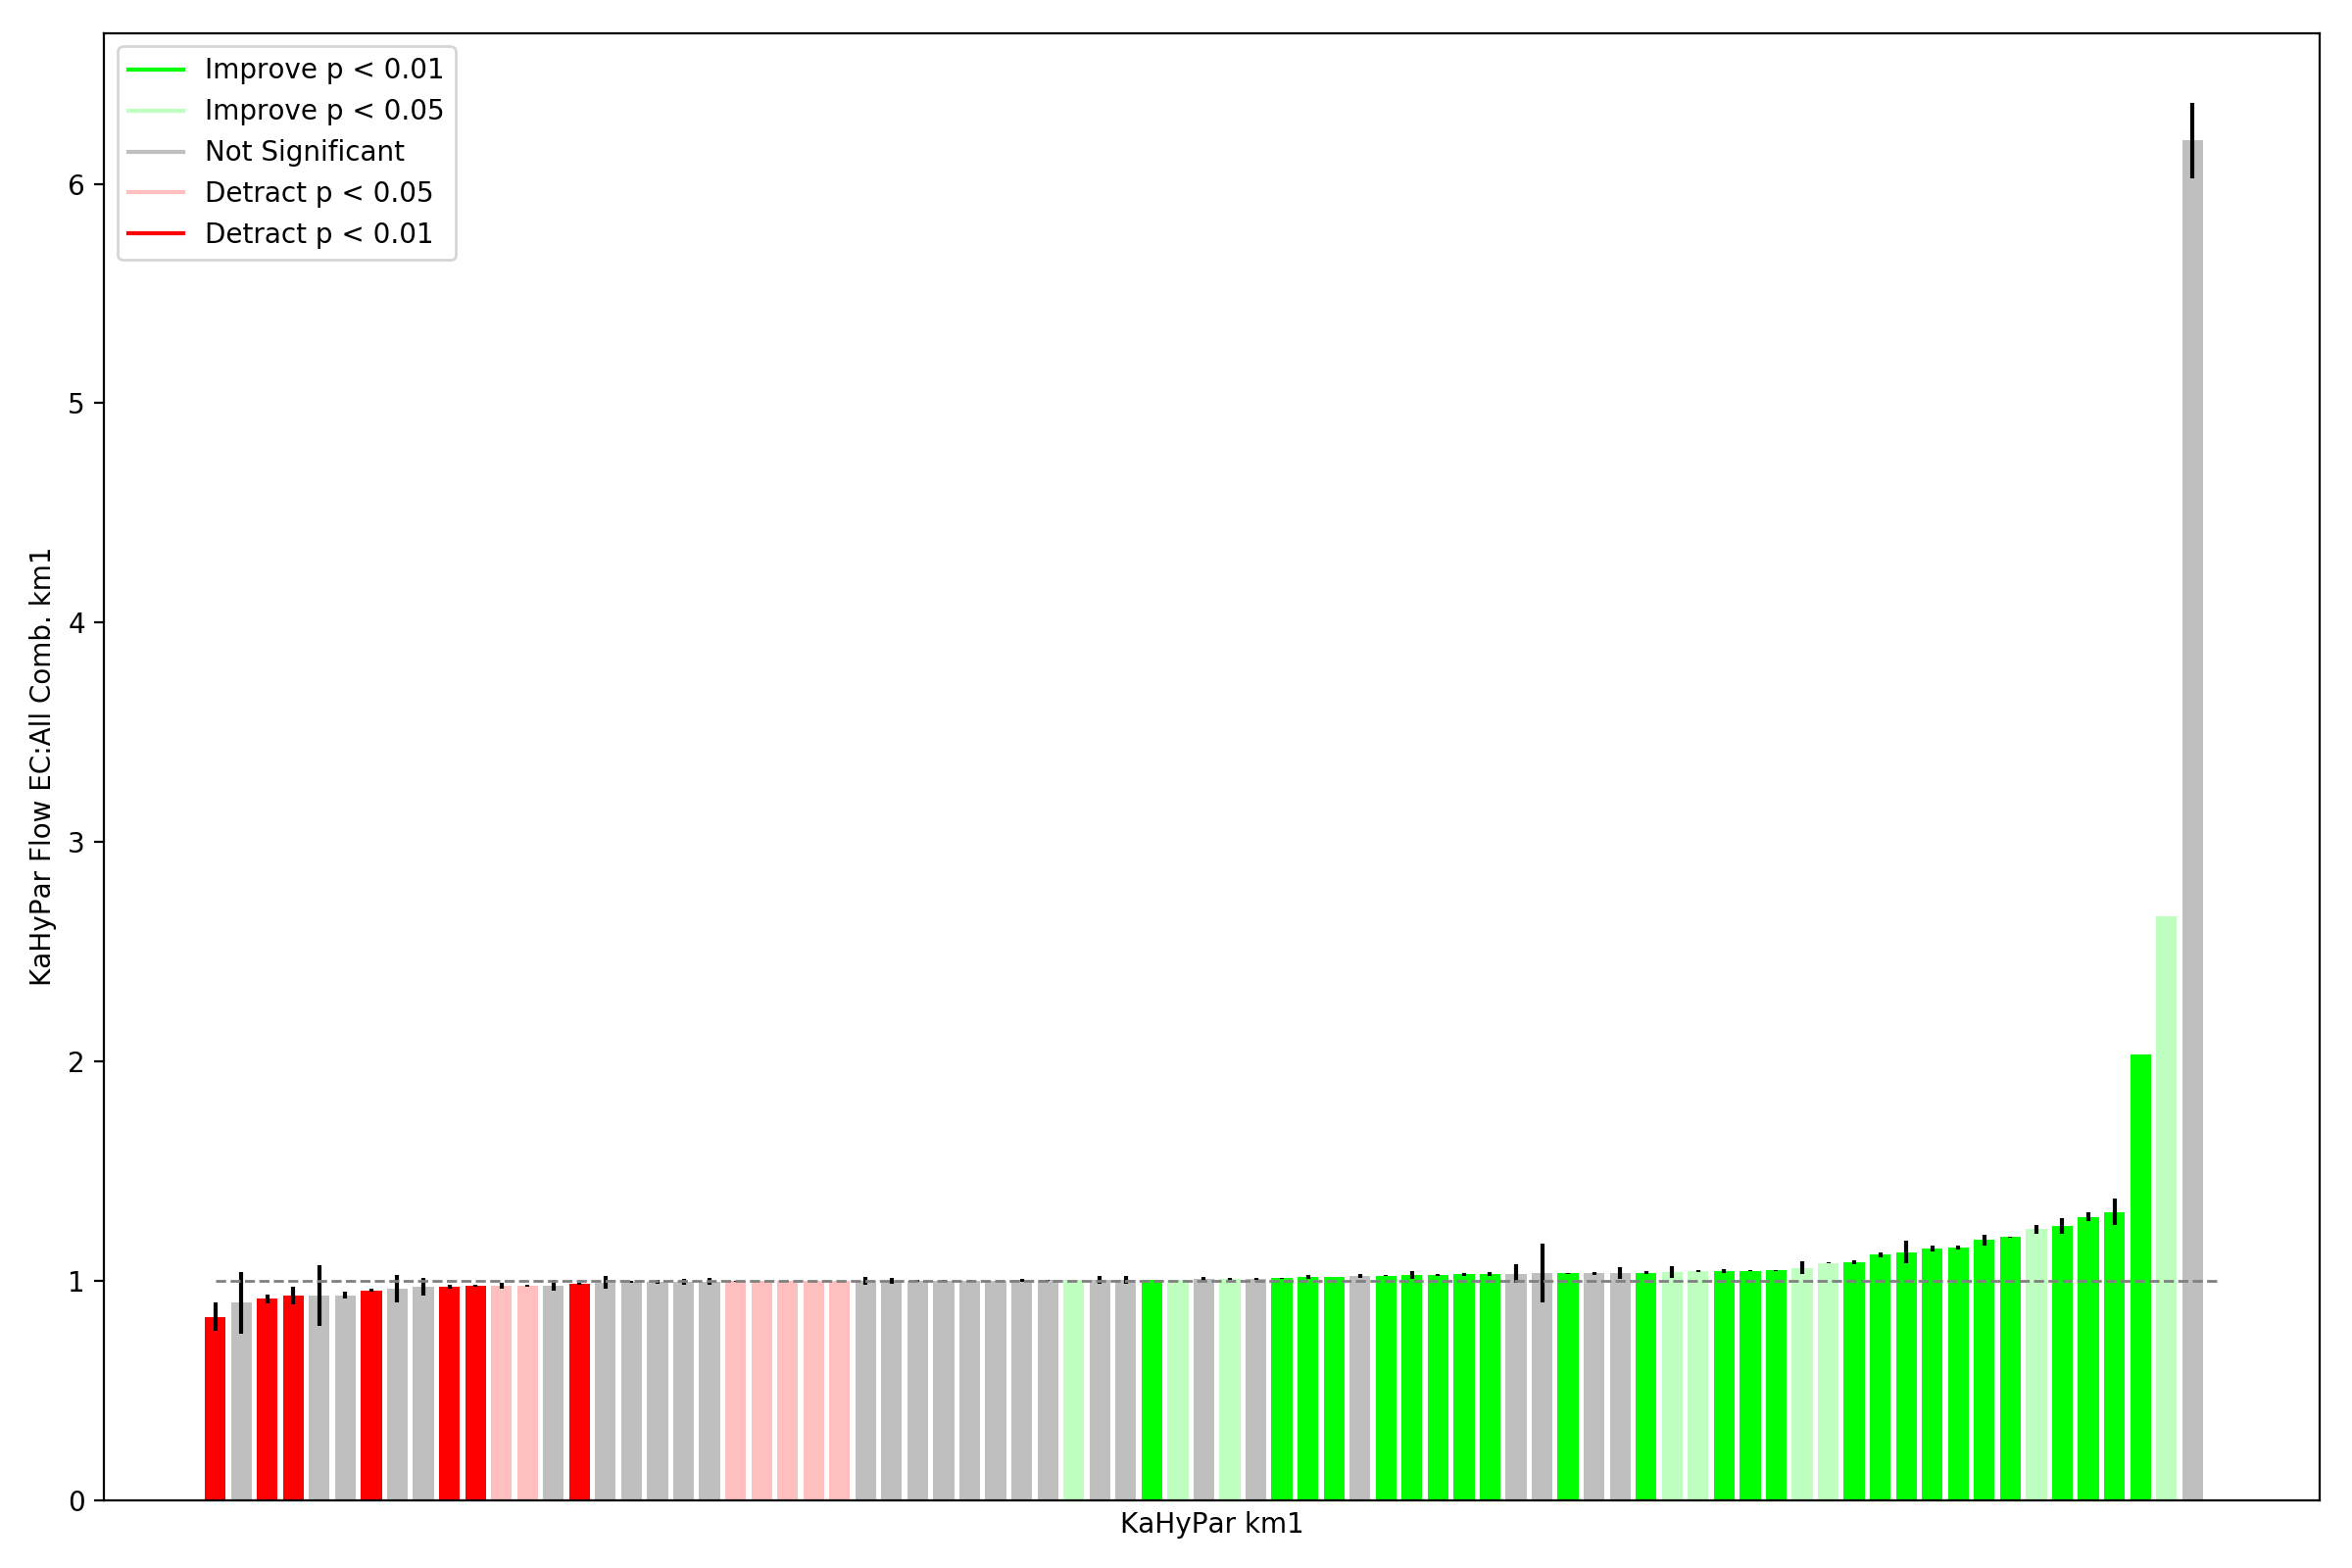 Improve p < 0.01
Improve p < 0.05
Not Significant
Detract p < 0.05
Detract p < 0.01
KaHyPar Flow EC:All Comb. km1
6
5
4
3
2
1
0
KaHyPar km1